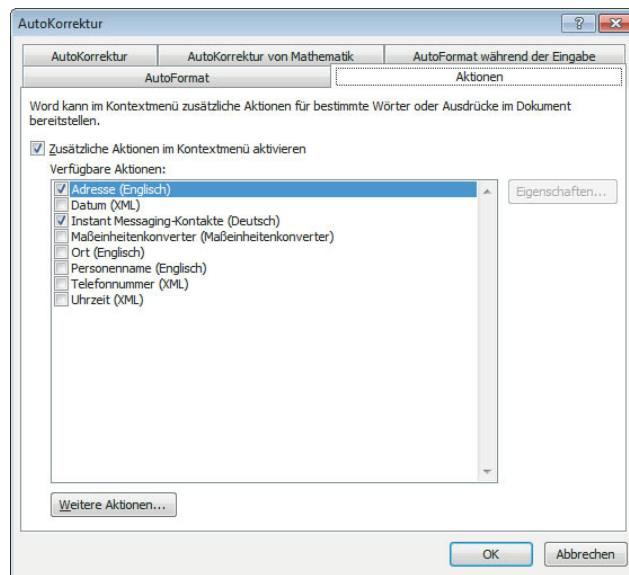 AutoKorrektur
AutoKorrektur AutoKorrektur von Mathematik AutoFormat während der Eingabe
AutoFormat Aktionen
Word kann im Kontextmenü zusätzliche Aktionen für bestimmte Wörter oder Ausdrücke im Dokument
bereitstellen.
Zusätzliche Aktionen im Kontextmenü aktivieren
Verfügbare Aktionen:
Adresse (Englisch) Eigenschaften...
Datum (XML)
Instant Messaging-Kontakte (Deutsch)
Maßeinheitenkonverter (Maßeinheitenkonverter)
Ort (Englisch)
Personenname (Englisch)
Telefonnummer (XML)
Uhrzeit (XML)
Weitere Aktionen...
OK Abbrechen